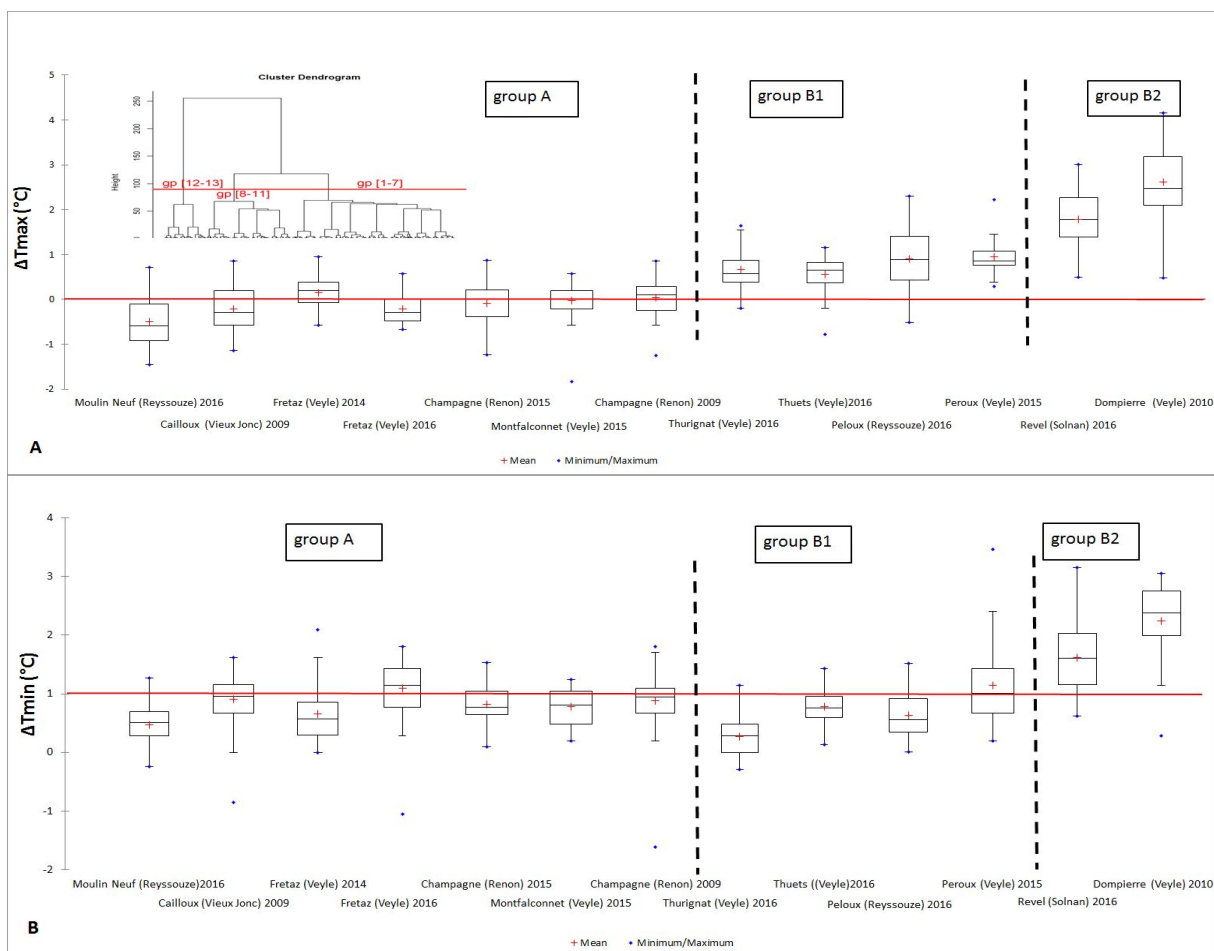 5
4
3
2
1
0
-1
-2
ΔTmax (°C)
Cluster Dendrogram
Height
250
200
150
100
50
0
gp [12-13]
gp [8-11]
gp [1-7]
group A
group B1
group B2
Moulin Neuf (Reyssouze) 2016
Cailloux (Vieux Jonc) 2009
Fretaz (Veyle) 2014
Fretaz (Veyle) 2016
Champagne (Renon) 2015
Montfalconnet (Veyle) 2015
Champagne (Renon) 2009
Thurignat (Veyle) 2016
Thuets (Veyle)2016
Peloux (Reyssouze) 2016
Peroux (Veyle) 2015
Revel (Solnan) 2016
Dompierre (Veyle) 2010
A
+ Mean
Minimum/Maximum
4
3
2
1
0
-1
-2
ΔTmin (°C)
group A
group B1
group B2
Moulin Neuf (Reyssouze)2016
Cailloux (Vieux Jonc) 2009
Fretaz (Veyle) 2014
Fretaz (Veyle) 2016
Champagne (Renon) 2015
Montfalconnet (Veyle) 2015
Champagne (Renon) 2009
Thurignat (Veyle) 2016
Thuets ((Veyle)2016
Peloux (Reyssouze) 2016
Peroux (Veyle) 2015
Revel (Solnan) 2016
Dompierre (Veyle) 2010
B
+ Mean
Minimum/Maximum